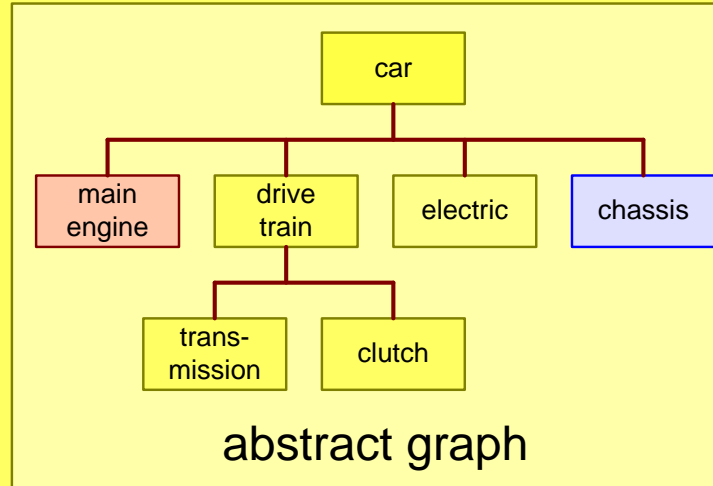 car
main
engine
drive
train
electric
chassis
trans-
mission
clutch
abstract graph